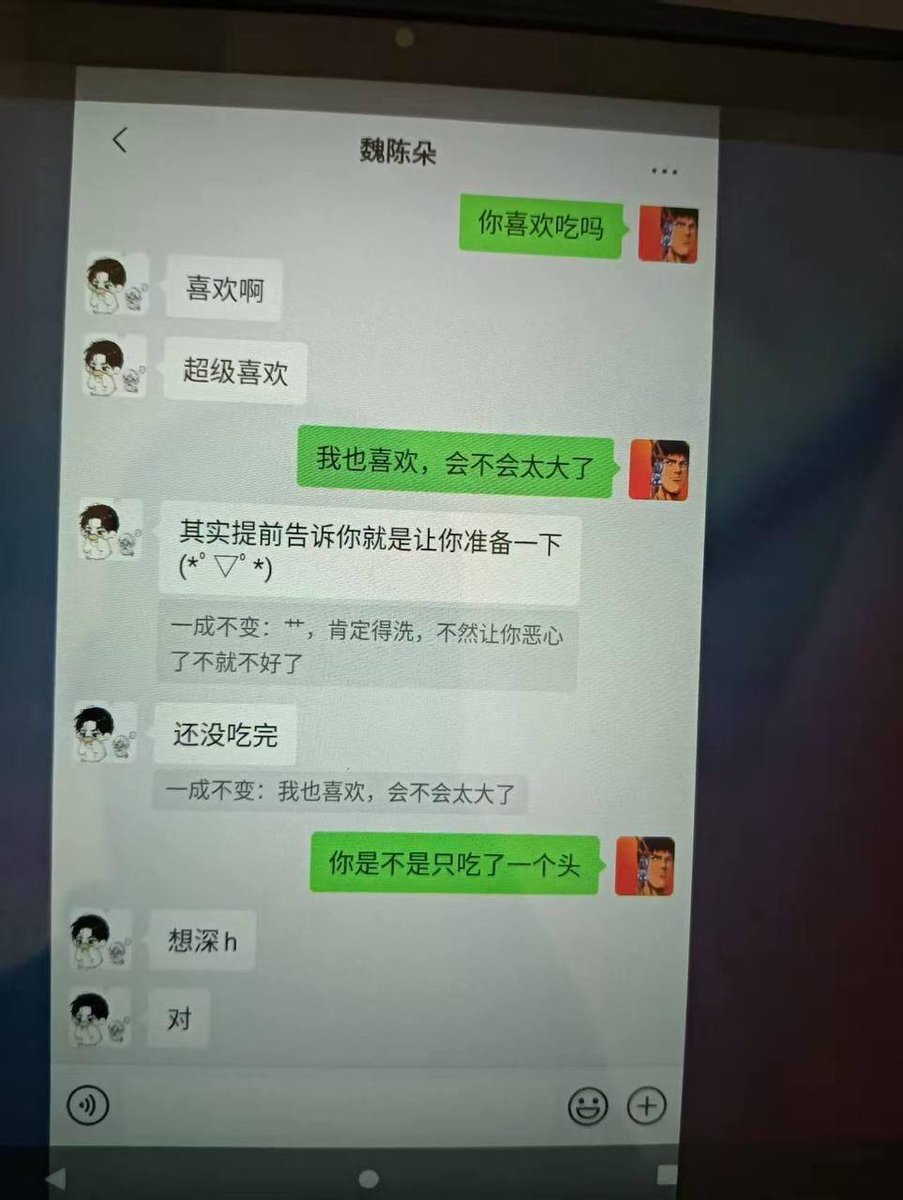 魏陈朵
你喜欢吃吗
喜欢啊
超级喜欢
我也喜欢，会不会太大了
其实提前告诉你就是让你准备一下
(*ﾟ▽ﾟ*)
一成不变：艹，肯定得洗，不然让你恶心
了不就不好了
还没吃完
一成不变：我也喜欢，会不会太大了
你是不是只吃了一个头
想深h
对